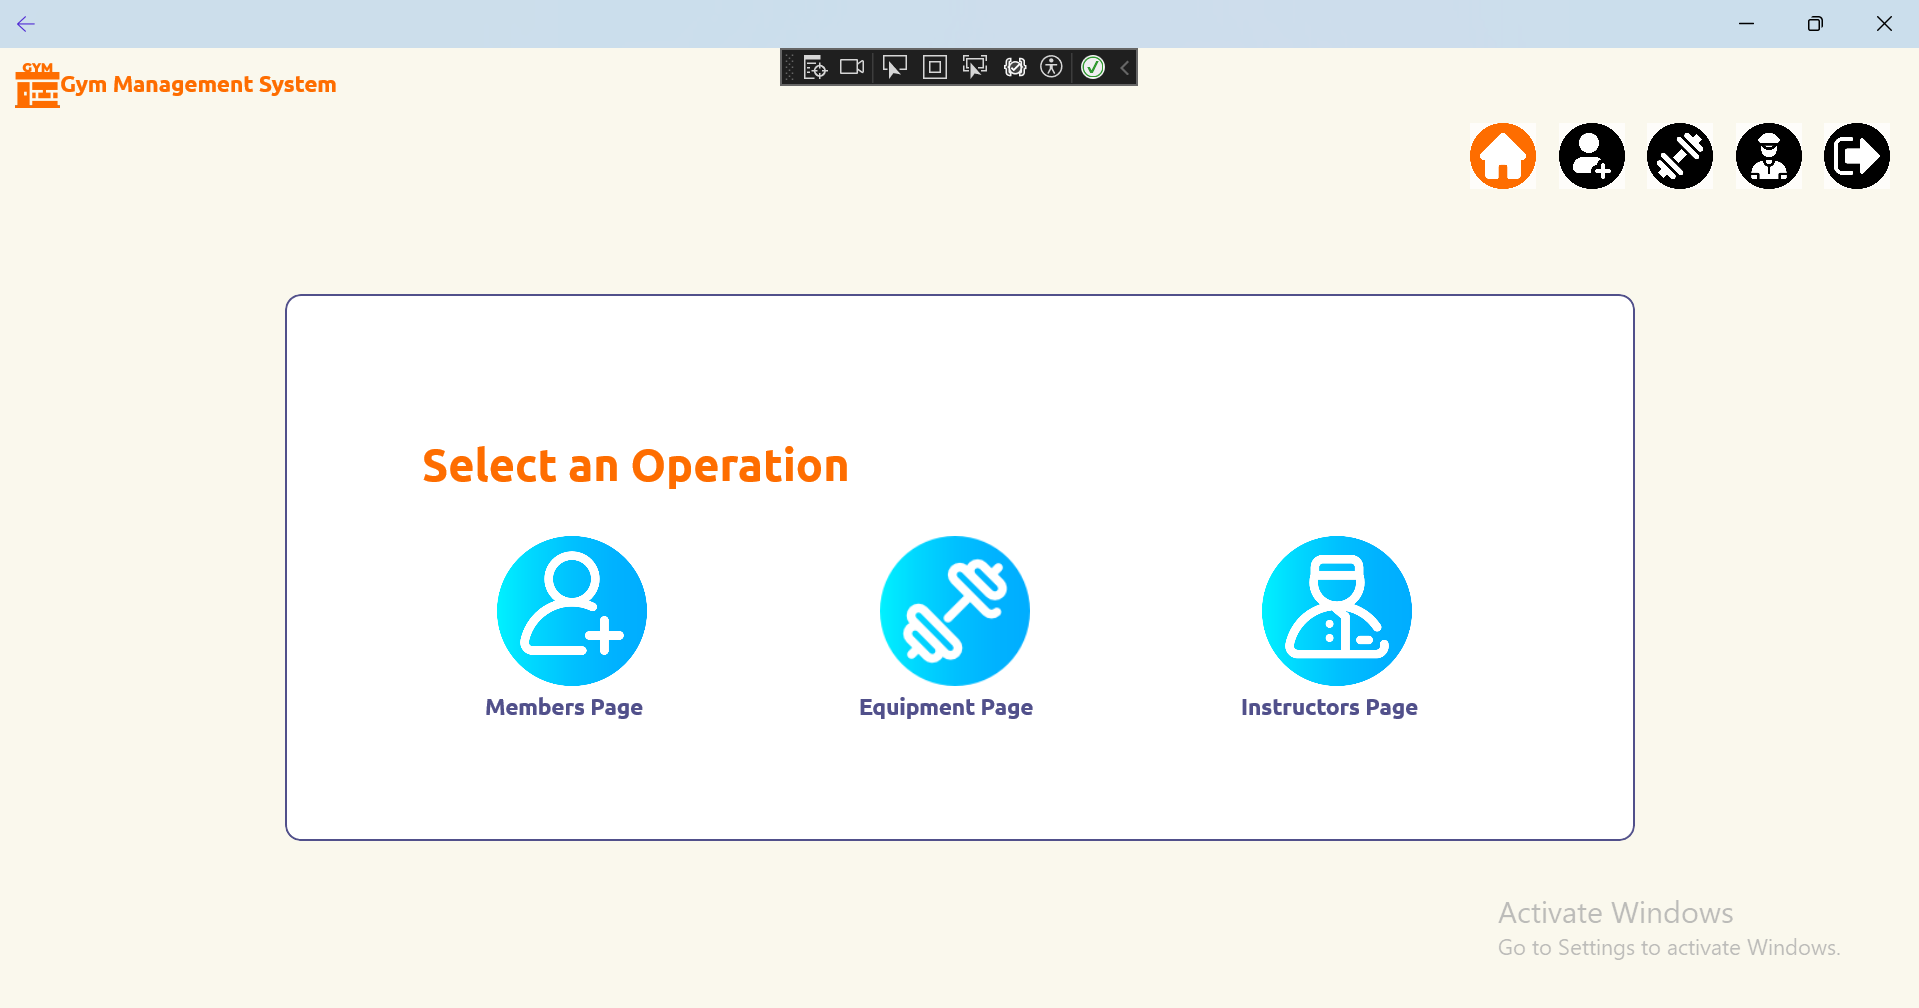 GYM
Gym Management System
Select an Operation
Members Page
Equipment Page
Instructors Page
Activate Windows
Go to Settings to activate Windows.